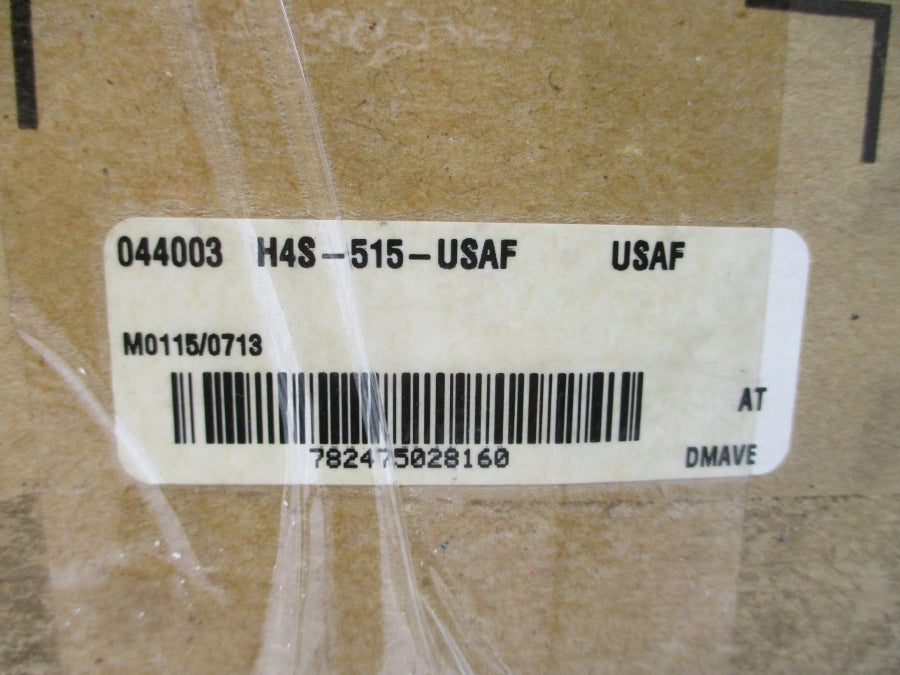 044003 H4S-515-USAF USAF
M0115/0713
AT
782475028160
DMAVE